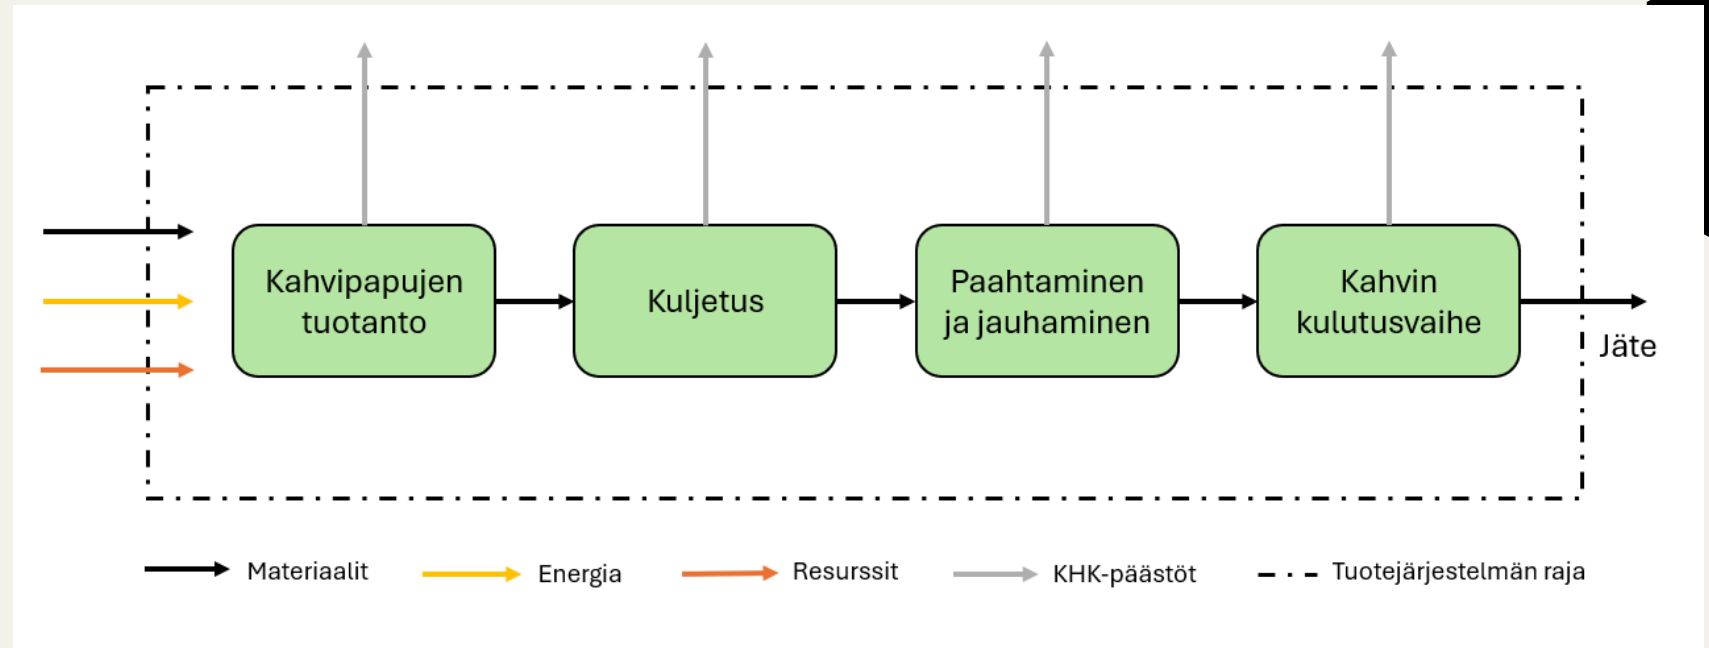 Kahvipapujen
tuotanto
Kuljetus
Paahtaminen
ja jauhaminen
Kahvin
kulutusvaihe
Jäte
Materiaalit
Energia
Resurssit
KHK-päästöt
Tuotejärjestelmän raja